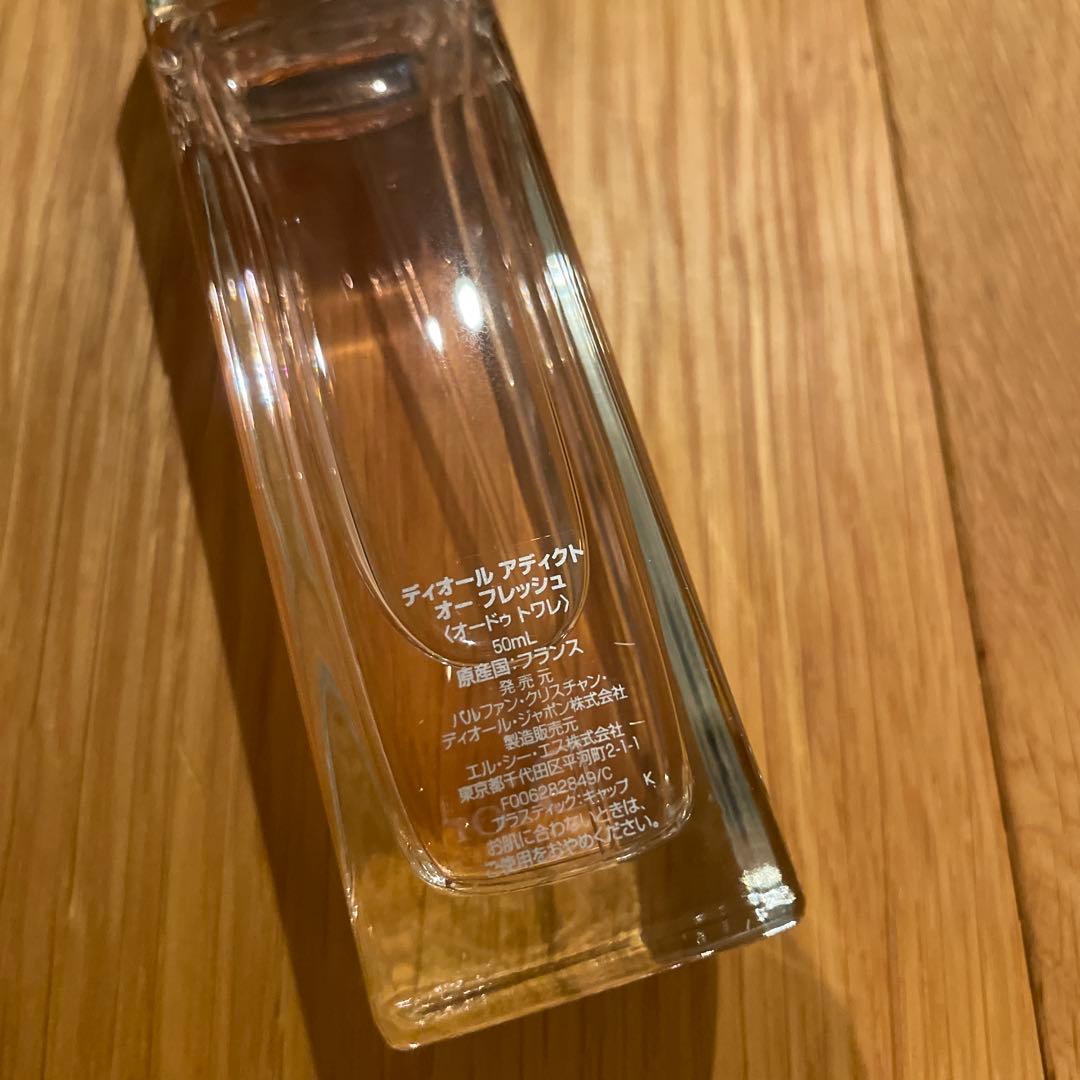 ディオール アディクト
オー フレッシュ
〈オードゥ トワレ〉
50mL
原産国:フランス
発売元
パルファン・クリスチャン・
ディオール・ジャポン株式会社
製造販売元
エル・シー・エス株式会社
東京都千代田区平河町2-1-1
F006282849/C
プラスティック:キャップ K
お肌に合わないときは、
ご使用をおやめください。